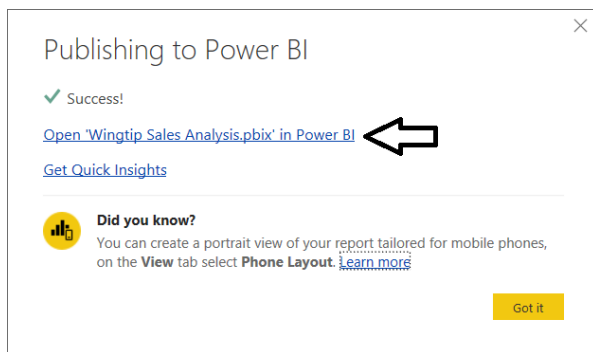 Publishing to Power BI
Success!
Open 'Wingtip Sales Analysis.pbix' in Power BI
Get Quick Insights
Did you know?
You can create a portrait view of your report tailored for mobile phones,
on the View tab select Phone Layout. Learn more
Got it